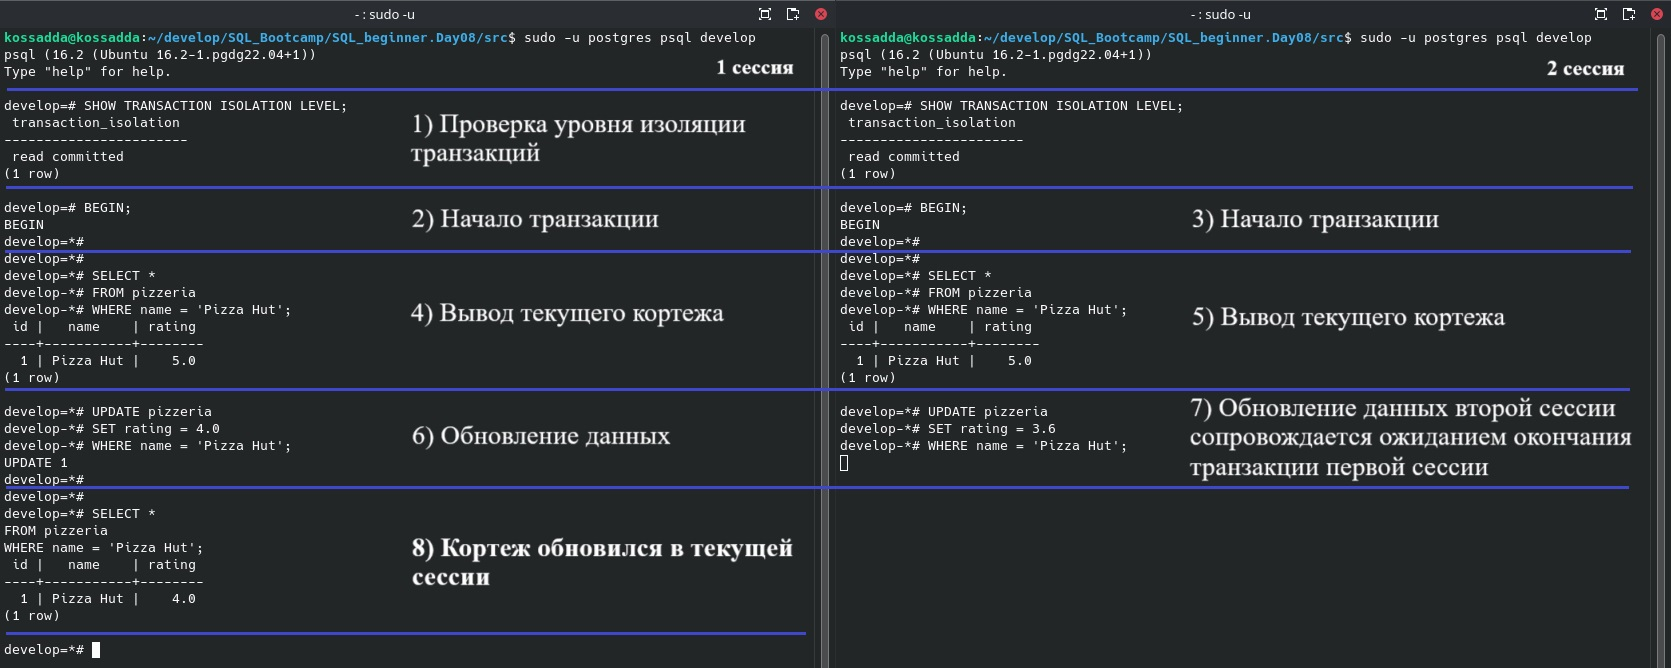 - : sudo -u
kossadda@kossadda:~/develop/SQL_Bootcamp/SQL_beginner.Day08/src$ sudo -u postgres psql develop
psql (16.2 (Ubuntu 16.2-1.pgdg22.04+1))
Type "help" for help.
1 сессия
develop=# SHOW TRANSACTION ISOLATION LEVEL;
 transaction_isolation
-----------------------
 read committed
(1 row)
1) Проверка уровня изоляции
транзакций
develop=# BEGIN;
BEGIN
develop=*#
2) Начало транзакции
develop=*#
develop=*# SELECT *
develop-*# FROM pizzeria
develop-*# WHERE name = 'Pizza Hut';
 id |   name    | rating
----+-----------+--------
  1 | Pizza Hut |    5.0
(1 row)
4) Вывод текущего кортежа
develop=*# UPDATE pizzeria
develop-*# SET rating = 4.0
develop-*# WHERE name = 'Pizza Hut';
UPDATE 1
develop=*#
6) Обновление данных
develop=*#
develop=*# SELECT *
FROM pizzeria
WHERE name = 'Pizza Hut';
 id |   name    | rating
----+-----------+--------
  1 | Pizza Hut |    4.0
(1 row)
8) Кортеж обновился в текущей
сессии
develop=*#
- : sudo -u
kossadda@kossadda:~/develop/SQL_Bootcamp/SQL_beginner.Day08/src$ sudo -u postgres psql develop
psql (16.2 (Ubuntu 16.2-1.pgdg22.04+1))
Type "help" for help.
2 сессия
develop=# SHOW TRANSACTION ISOLATION LEVEL;
 transaction_isolation
-----------------------
 read committed
(1 row)
develop=# BEGIN;
BEGIN
develop=*#
3) Начало транзакции
develop=*#
develop=*# SELECT *
develop-*# FROM pizzeria
develop-*# WHERE name = 'Pizza Hut';
 id |   name    | rating
----+-----------+--------
  1 | Pizza Hut |    5.0
(1 row)
5) Вывод текущего кортежа
develop=*# UPDATE pizzeria
develop-*# SET rating = 3.6
develop-*# WHERE name = 'Pizza Hut';
7) Обновление данных второй сессии
сопровождается ожиданием окончания
транзакции первой сессии